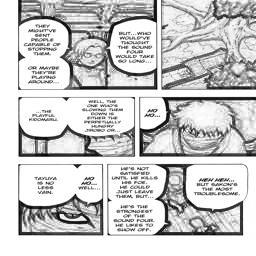 THEY
MIGHT'VE
SENT
PEOPLE
CAPABLE OF
STOPPING
THEM.
OR MAYBE
THEY'RE
PLAYING
AROUND...
BUT...WHO
WOULD'VE
THOUGHT
THE SOUND
FOUR
WOULD TAKE
SO LONG...
THE
PLAYFUL
KIDOMARU.
WELL, THE
ONE WHO'S
SLOWING THEM
DOWN IS
EITHER THE
PERPETUALLY
HUNGRY
JIROBO OR...
HO
HO...
TAYUYA
IS NO
LESS
VAIN.
HO
HO...
WELL...
HE'S NOT
SATISFIED
UNTIL HE KILLS
HIS FOE.
HE COULD
JUST LEAVE
THEM, BUT...
HE'S THE
STRONGEST
OF THE
SOUND FOUR.
HE LIKES TO
SHOW OFF.
HEH HEH...
BUT SAKON'S
THE MOST
TROUBLESOME.